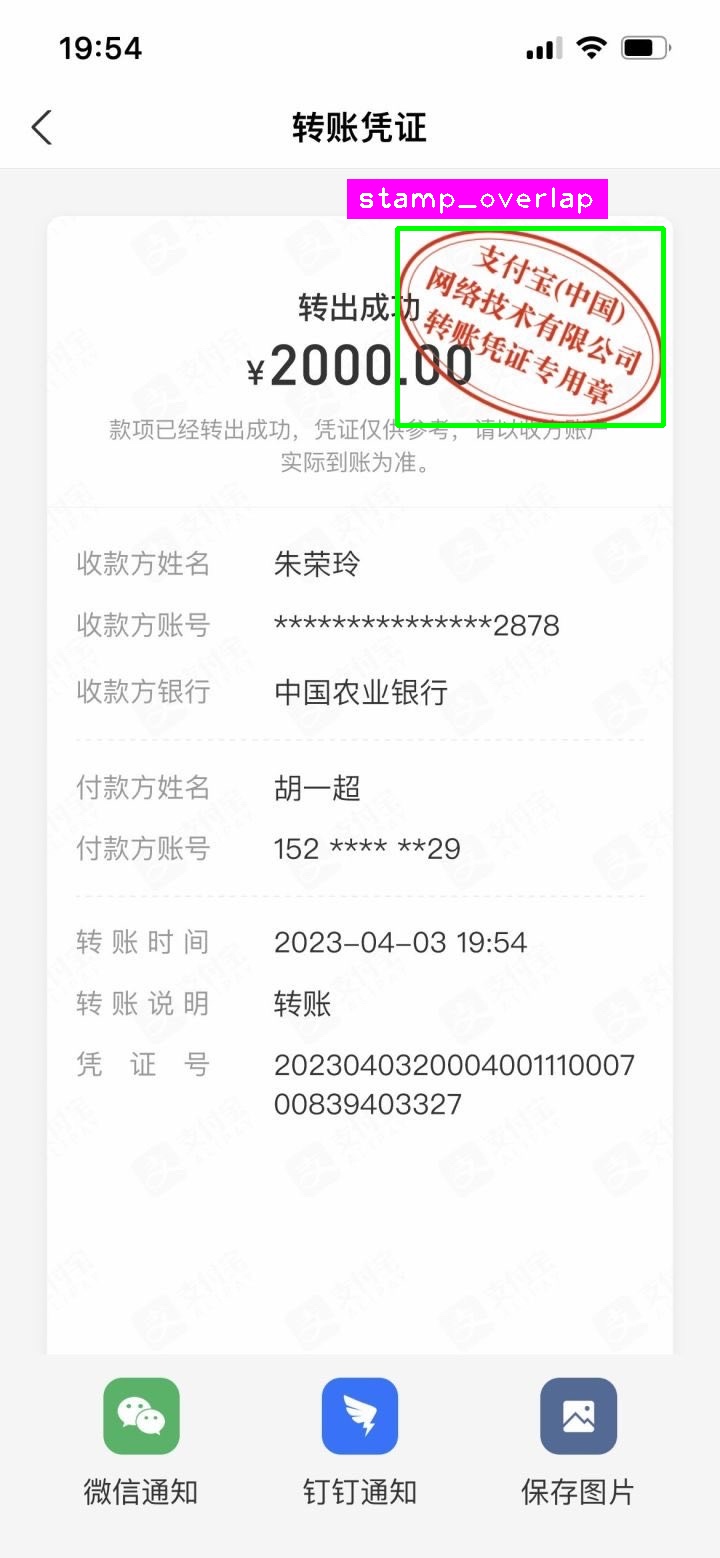 19:54
转账凭证
stamp_overlap
支付宝(中国)
网络技术有限公司
转账凭证专用章
转出成功
¥2000.00
款项已经转出成功，凭证仅供参考，请以收方账户
实际到账为准。
收款方姓名 朱荣玲
收款方账号 ***************2878
收款方银行 中国农业银行
付款方姓名 胡一超
付款方账号 152 **** **29
转账时间 2023-04-03 19:54
转账说明 转账
凭证号 2023040320004001110007
00839403327
微信通知 钉钉通知 保存图片